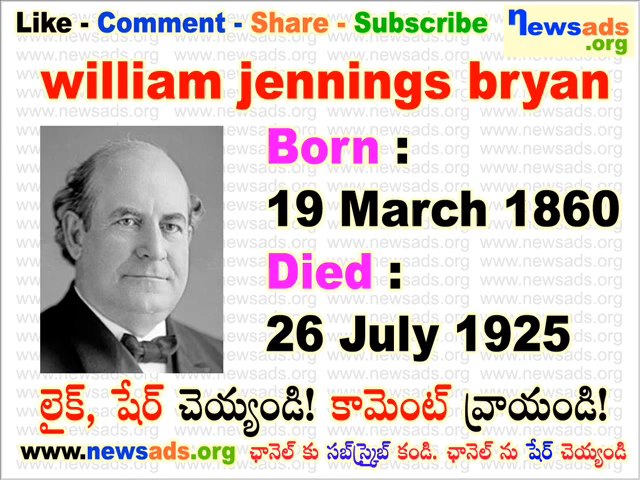 Like - Comment - Share - Subscribe
newsads
.org
william jennings bryan
Born :
19 March 1860
Died :
26 July 1925
లైక్, షేర్ చెయ్యండి! కామెంట్ వ్రాయండి!
www.newsads.org ఛానెల్ కు సబ్‌స్క్రైబ్ కండి. ఛానెల్ ను షేర్ చెయ్యండి